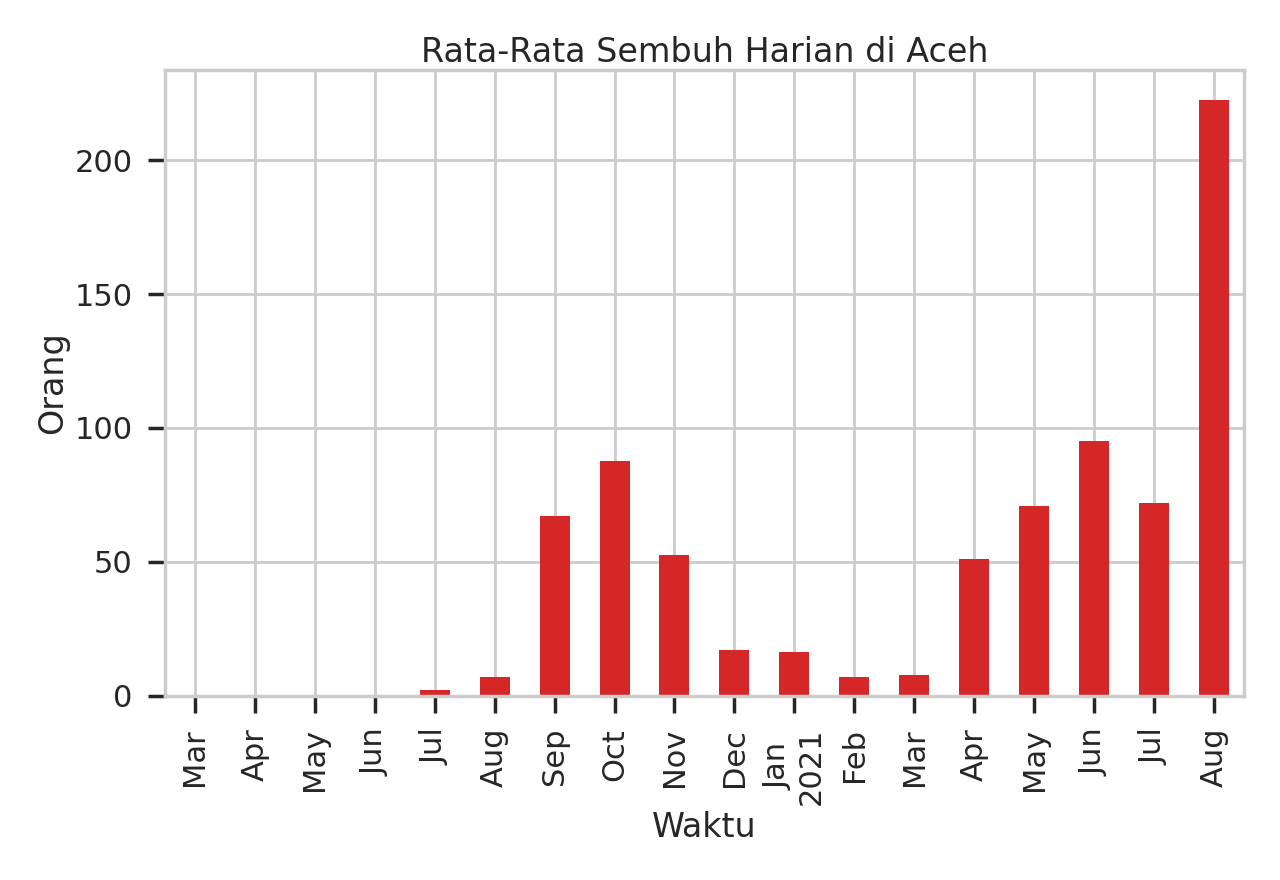 Rata-Rata Sembuh Harian di Aceh
Orang
200
150
100
50
0
Mar
Apr
May
Jun
Jul
Aug
Sep
Oct
Nov
Dec
Jan
2021
Feb
Mar
Apr
May
Jun
Jul
Aug
Waktu